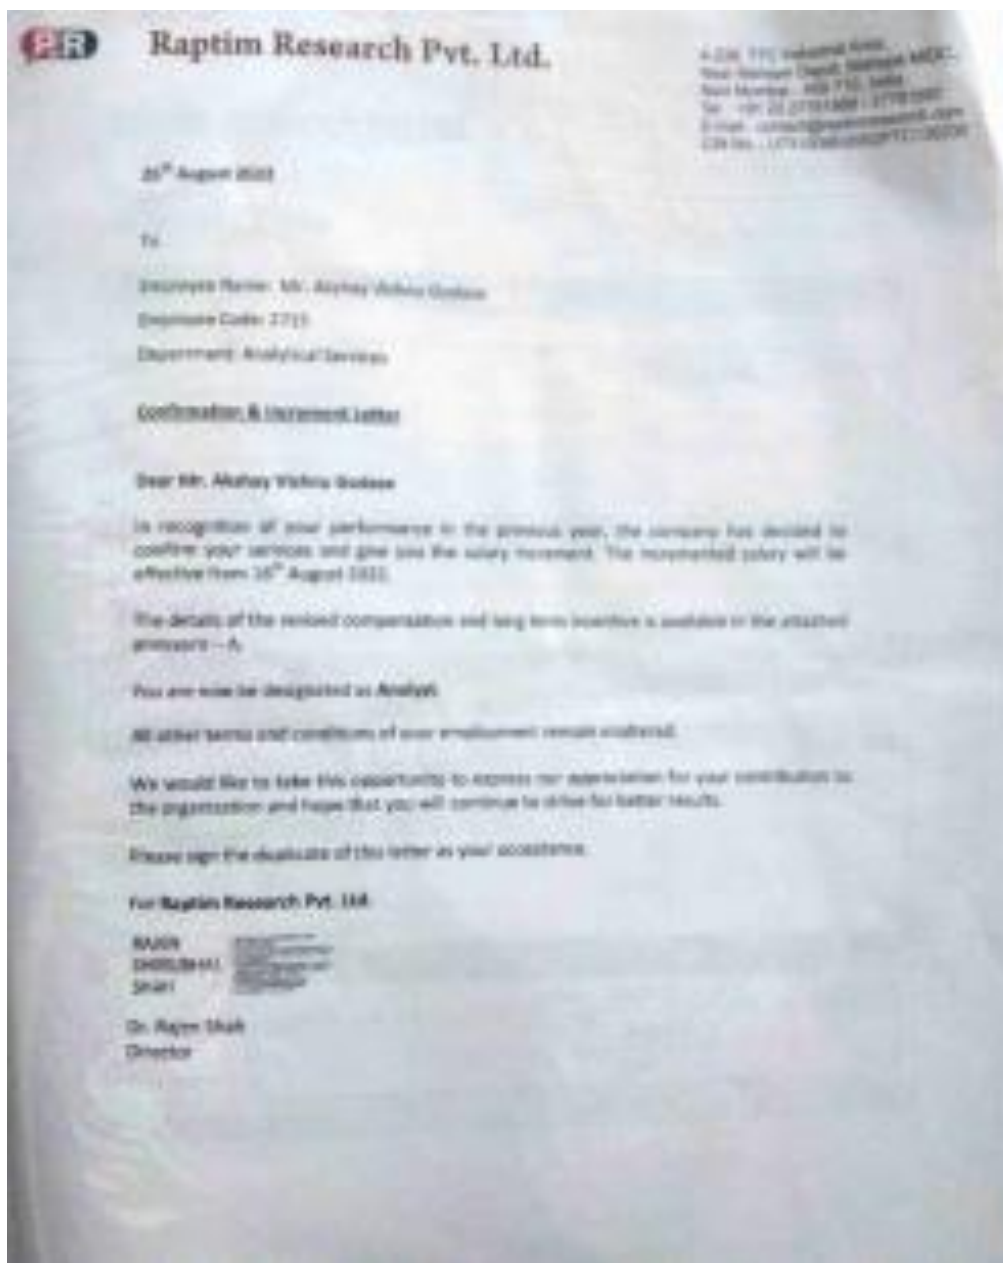 PR
Raptim Research Pvt. Ltd.
August
To
Employee Name: Mr. Akshay Vishnu
Employee Code:
Department: Analytical Services
Confirmation & Increment Letter
Dear Mr. Akshay Vishnu
In recognition of your performance in the previous year, the company has decided to
confirm your services and give you the salary increment. The incremented salary will be
effective from 16th August
The details of the revised compensation and long term incentive is available in the attached
annexure – A.
You are now be designated as Analyst.
All other terms and conditions of your employment remain unaltered.
We would like to take this opportunity to express our appreciation for your contribution to
the organization and hope that you will continue to strive for better results.
Please sign the duplicate of this letter as your acceptance.
For Raptim Research Pvt. Ltd.
RAJEN
SHAH
Dr. Rajen Shah
Director